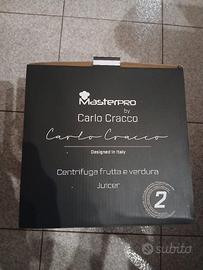 MasterPRO
by
Carlo Cracco
Carlo Cracco
Designed in Italy
Centrifuga frutta e verdura
Juicer
2
subito